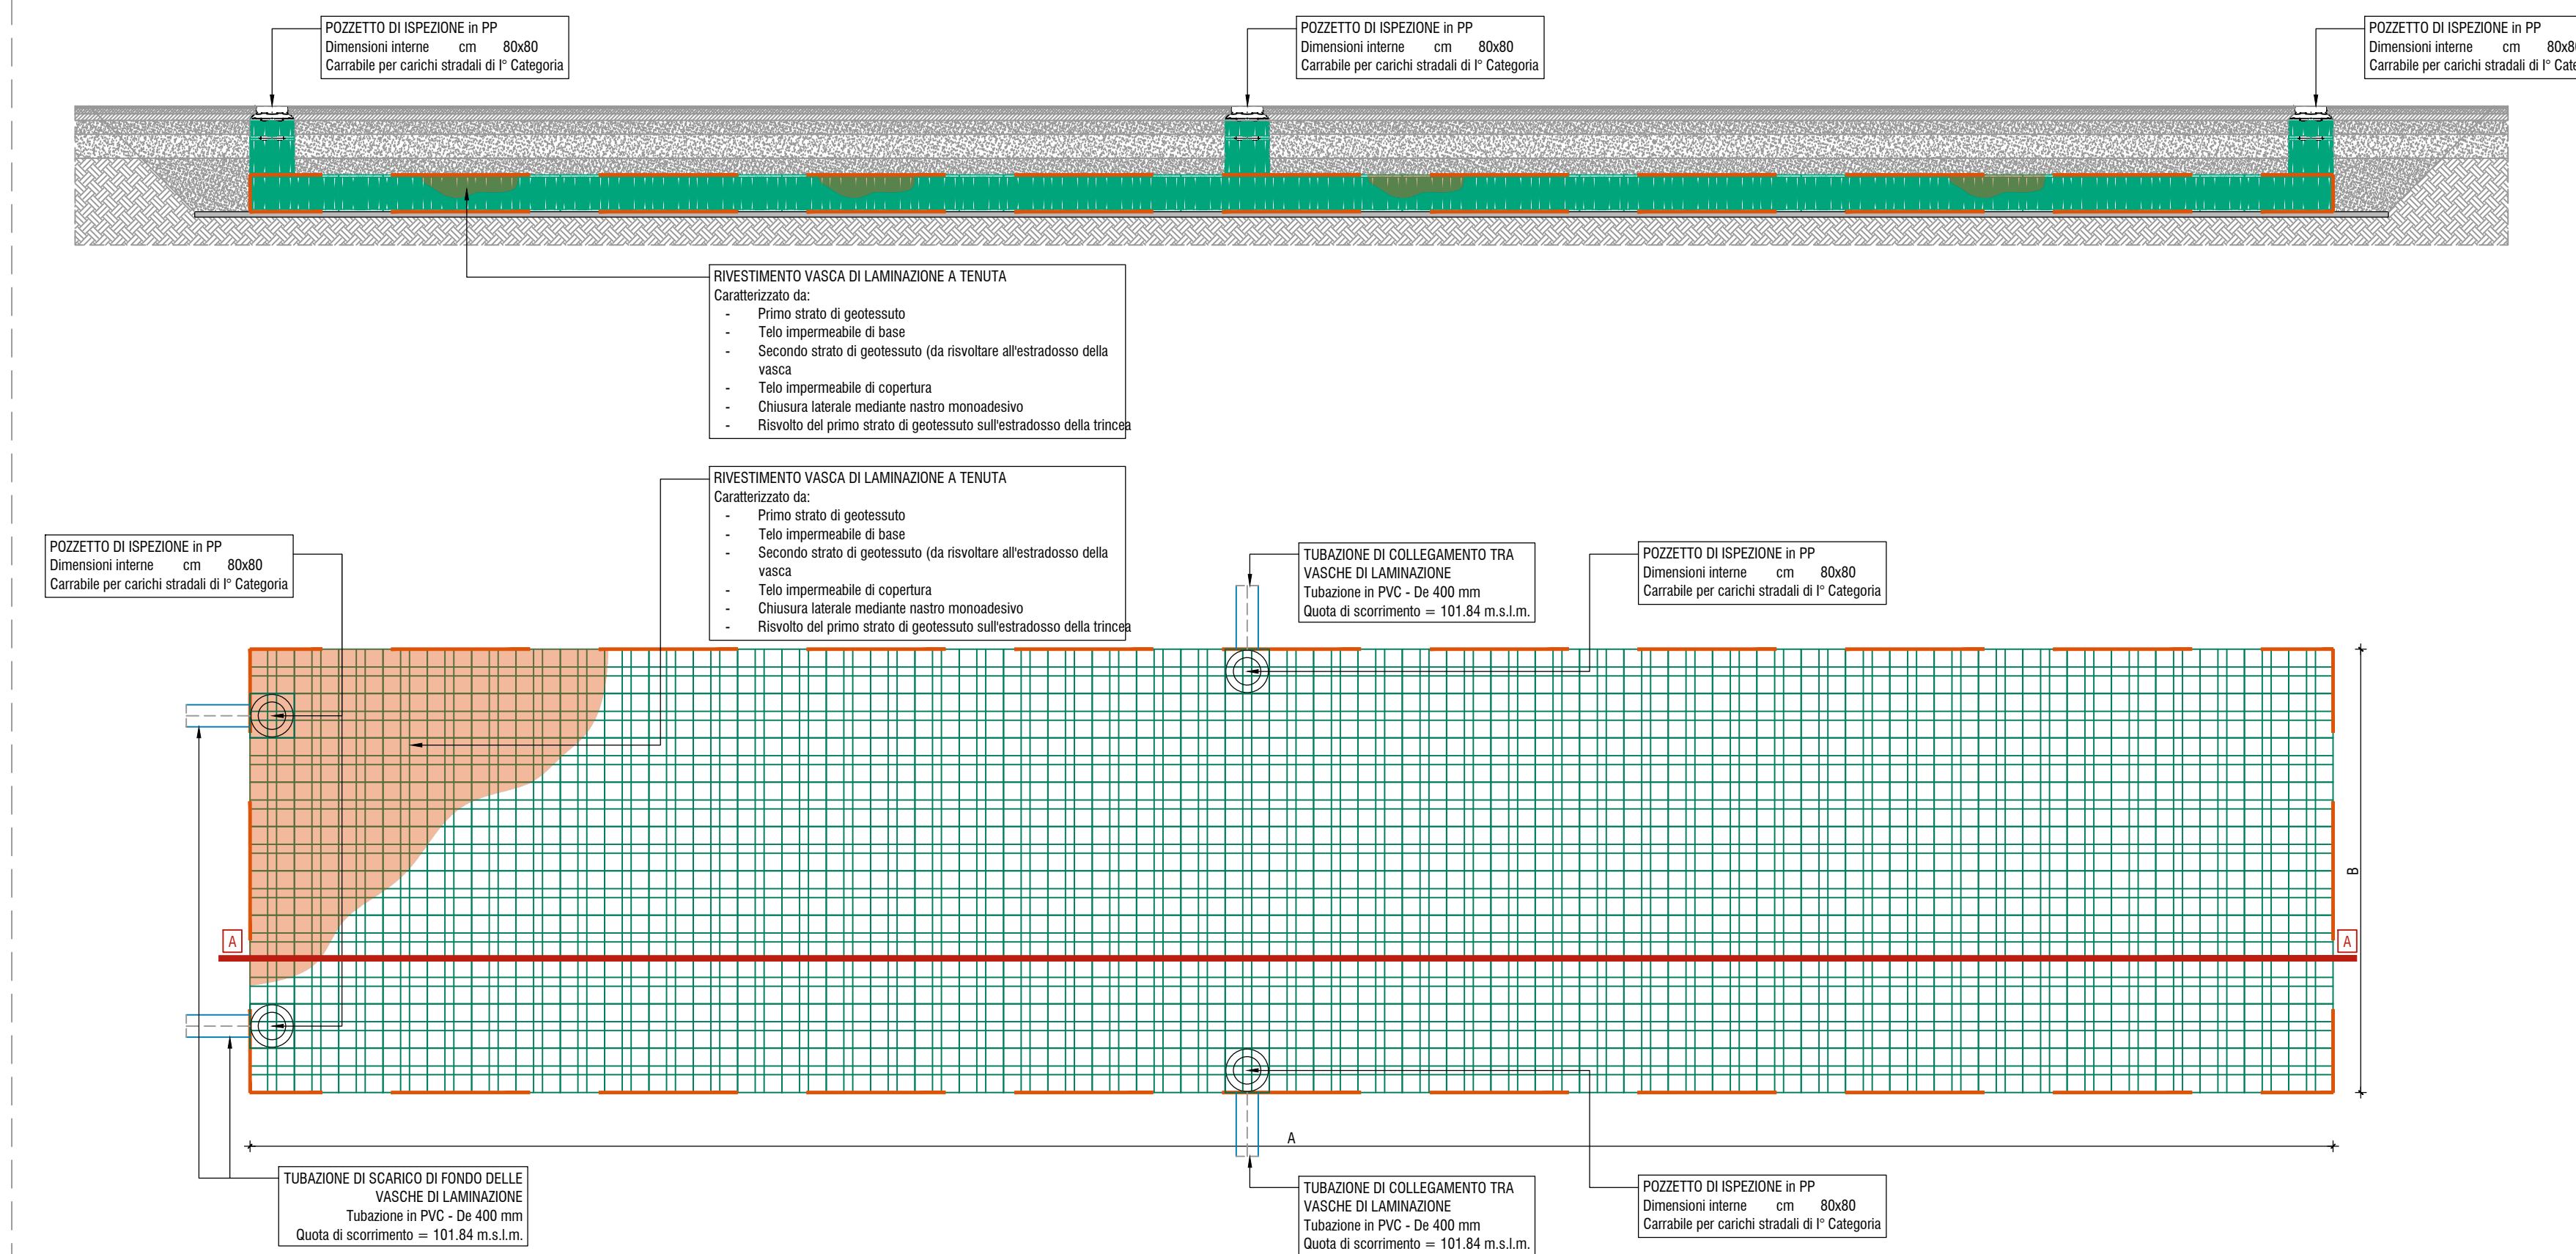 POZZETTO DI ISPEZIONE in PP
Dimensioni interne cm 80x80
Carrabile per carichi stradali di I° Categoria
POZZETTO DI ISPEZIONE in PP
Dimensioni interne cm 80x80
Carrabile per carichi stradali di I° Categoria
POZZETTO DI ISPEZIONE in PP
Dimensioni interne cm
Carrabile per carichi stradali di I°
RIVESTIMENTO VASCA DI LAMINAZIONE A TENUTA
Caratterizzato da:
- Primo strato di geotessuto
- Telo impermeabile di base
- Secondo strato di geotessuto (da risvoltare all'estradosso della
vasca
- Telo impermeabile di copertura
- Chiusura laterale mediante nastro monoadesivo
- Risvolto del primo strato di geotessuto sull'estradosso della trincea
RIVESTIMENTO VASCA DI LAMINAZIONE A TENUTA
Caratterizzato da:
- Primo strato di geotessuto
- Telo impermeabile di base
- Secondo strato di geotessuto (da risvoltare all'estradosso della
vasca
- Telo impermeabile di copertura
- Chiusura laterale mediante nastro monoadesivo
- Risvolto del primo strato di geotessuto sull'estradosso della trincea
POZZETTO DI ISPEZIONE in PP
Dimensioni interne cm 80x80
Carrabile per carichi stradali di I° Categoria
TUBAZIONE DI COLLEGAMENTO TRA
VASCHE DI LAMINAZIONE
Tubazione in PVC - De 400 mm
Quota di scorrimento = 101.84 m.s.l.m.
POZZETTO DI ISPEZIONE in PP
Dimensioni interne cm 80x80
Carrabile per carichi stradali di I° Categoria
B
A
A
A
TUBAZIONE DI SCARICO DI FONDO DELLE
VASCHE DI LAMINAZIONE
Tubazione in PVC - De 400 mm
Quota di scorrimento = 101.84 m.s.l.m.
TUBAZIONE DI COLLEGAMENTO TRA
VASCHE DI LAMINAZIONE
Tubazione in PVC - De 400 mm
Quota di scorrimento = 101.84 m.s.l.m.
POZZETTO DI ISPEZIONE in PP
Dimensioni interne cm 80x80
Carrabile per carichi stradali di I° Categoria